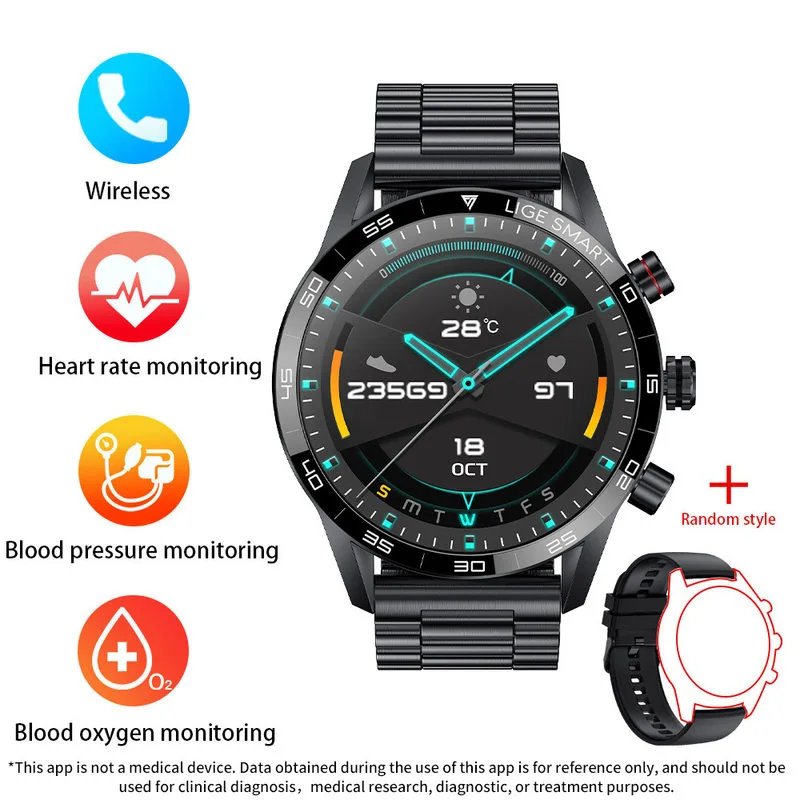 Wireless
Heart rate monitoring
Blood pressure monitoring
O₂
Blood oxygen monitoring
LIGE SMART
55
50
45
40
35
30
25
20
15
10
0
100
28°C
23569
97
18
OCT
S M T W T F S
+
Random style
*This app is not a medical device. Data obtained during the use of this app is for reference only, and should not be
used for clinical diagnosis，medical research, diagnostic, or treatment purposes.